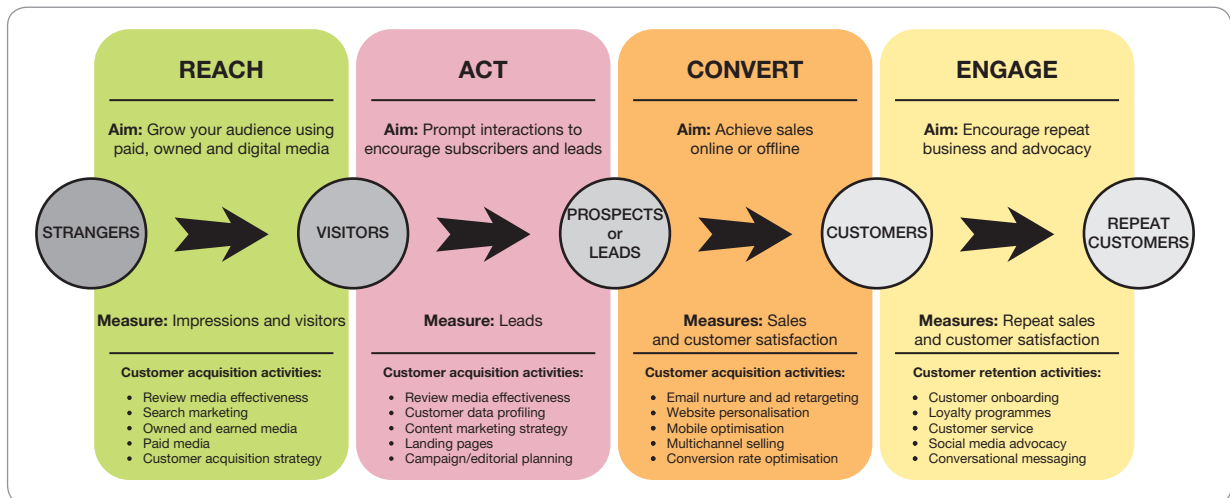 REACH
Aim: Grow your audience using
paid, owned and digital media
ACT
Aim: Prompt interactions to
encourage subscribers and leads
CONVERT
Aim: Achieve sales
online or offline
ENGAGE
Aim: Encourage repeat
business and advocacy
STRANGERS
VISITORS
PROSPECTS
or
LEADS
CUSTOMERS
REPEAT
CUSTOMERS
Measure: Impressions and visitors
Customer acquisition activities:
• Review media effectiveness
• Search marketing
• Owned and earned media
• Paid media
• Customer acquisition strategy
Measure: Leads
Customer acquisition activities:
• Review media effectiveness
• Customer data profiling
• Content marketing strategy
• Landing pages
• Campaign/editorial planning
Measures: Sales
and customer satisfaction
Customer acquisition activities:
• Email nurture and ad retargeting
• Website personalisation
• Mobile optimisation
• Multichannel selling
• Conversion rate optimisation
Measures: Repeat sales
and customer satisfaction
Customer retention activities:
• Customer onboarding
• Loyalty programmes
• Customer service
• Social media advocacy
• Conversational messaging